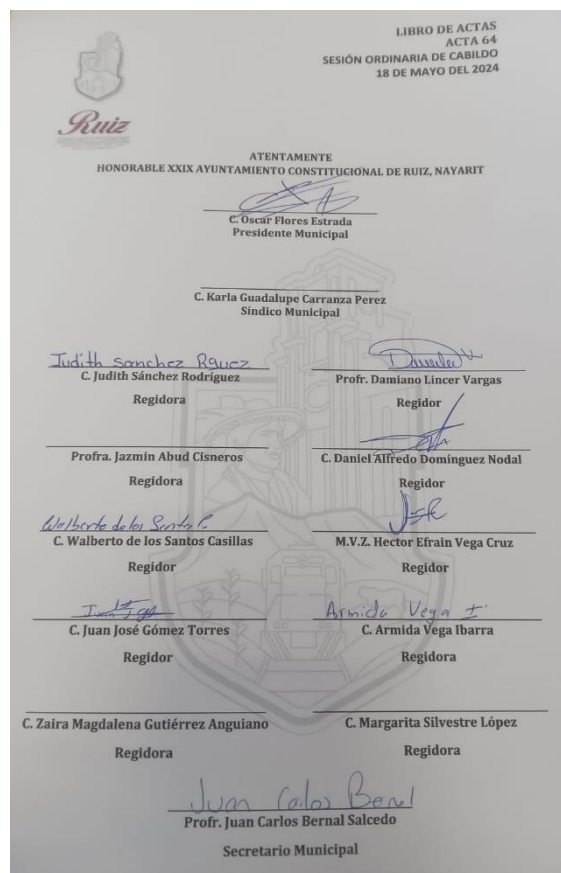 LIBRO DE ACTAS
ACTA 64
SESIÓN ORDINARIA DE CABILDO
18 DE MAYO DEL 2024
Ruiz
ATENTAMENTE
HONORABLE XXIX AYUNTAMIENTO CONSTITUCIONAL DE RUIZ, NAYARIT
C. Oscar Flores Estrada
Presidente Municipal
C. Karla Guadalupe Carranza Perez
Síndico Municipal
Judith sanchez Rguez
C. Judith Sánchez Rodríguez
Regidora
Profr. Damiano Lincer Vargas
Regidor
Profra. Jazmin Abud Cisneros
Regidora
C. Daniel Alfredo Domínguez Nodal
Regidor
Walberto de los Santos C.
C. Walberto de los Santos Casillas
Regidor
M.V.Z. Hector Efrain Vega Cruz
Regidor
C. Juan José Gómez Torres
Regidor
Armida Vega I
C. Armida Vega Ibarra
Regidora
C. Zaira Magdalena Gutiérrez Anguiano
Regidora
C. Margarita Silvestre López
Regidora
Juan Carlos Bernal
Profr. Juan Carlos Bernal Salcedo
Secretario Municipal